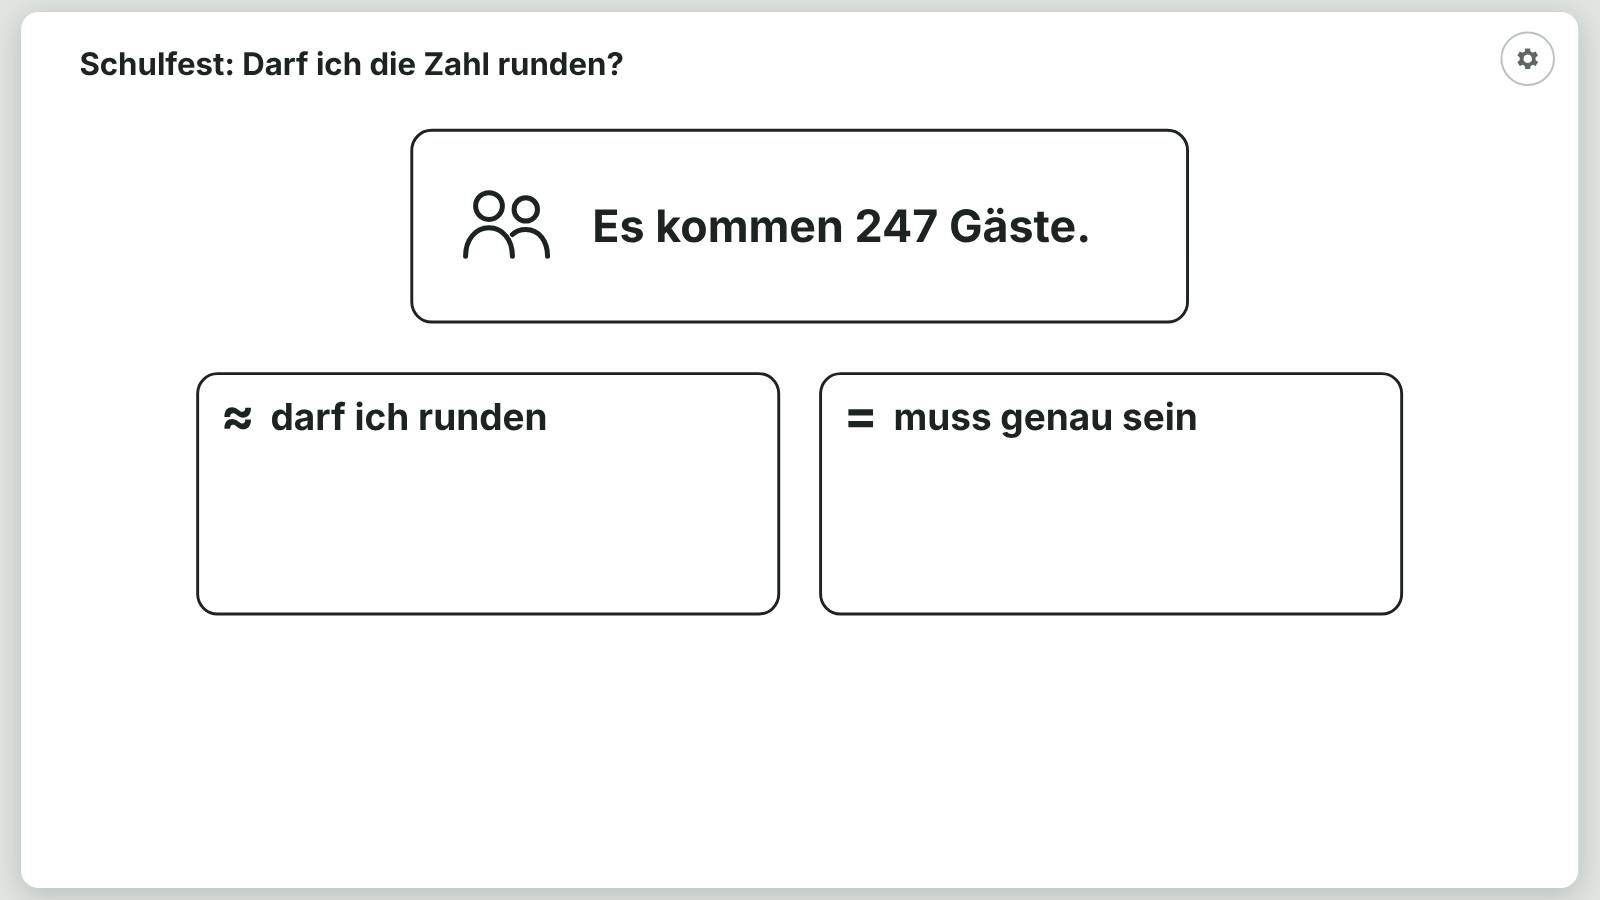 Schulfest: Darf ich die Zahl runden?
Es kommen 247 Gäste.
≈ darf ich runden
= muss genau sein